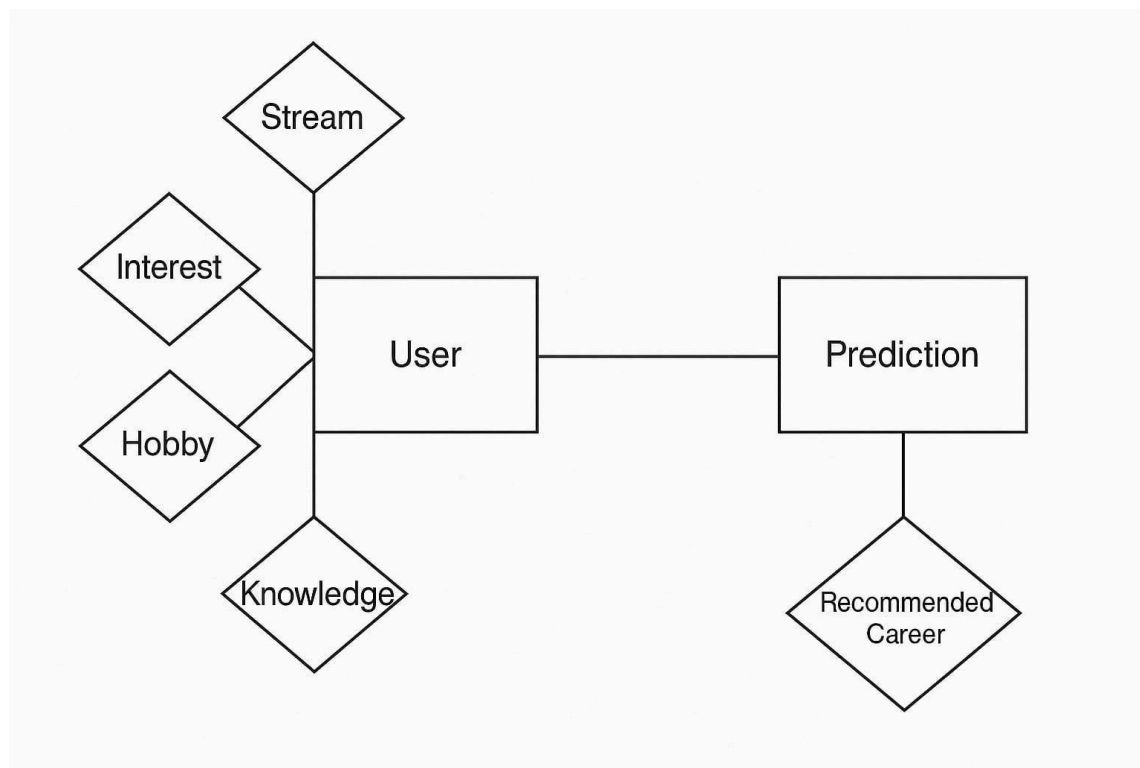 Stream
Interest
User
Prediction
Hobby
Knowledge
Recommended
Career